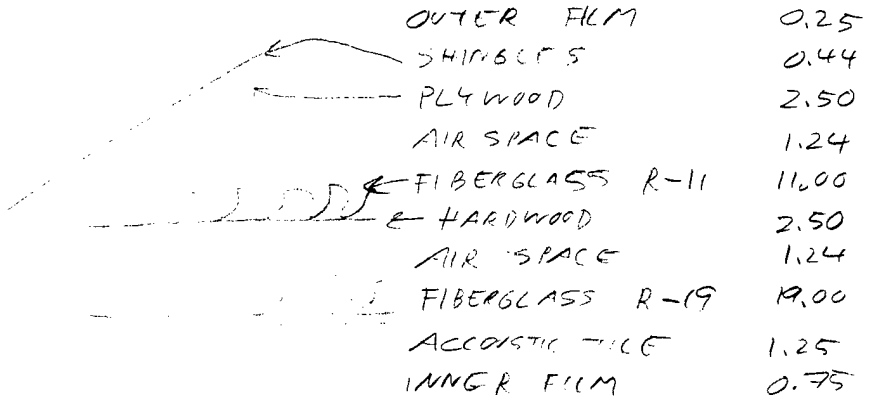 OUTER FILM 0.25
SHINGLES 0.44
PLYWOOD 2.50
AIR SPACE 1.24
FIBERGLASS R-11 11.00
HARDWOOD 2.50
AIR SPACE 1.24
FIBERGLASS R-19 19.00
ACCOISTIC TILE 1.25
INNER FILM 0.75